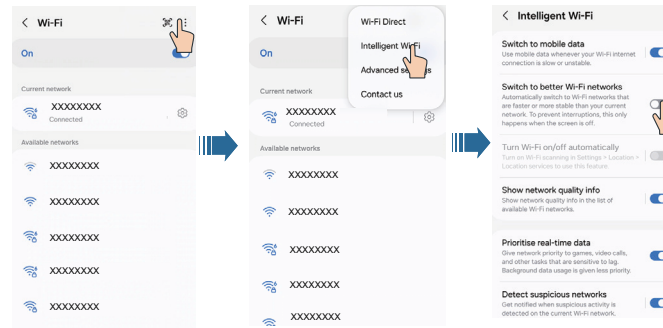 Wi-Fi
On
Current network
XXXXXXXX
Connected
Available networks
XXXXXXXX
XXXXXXXX
XXXXXXXX
XXXXXXXX
XXXXXXXX
Wi-Fi
Wi-Fi Direct
Intelligent Wi-Fi
Advanced
Contact us
On
Current network
XXXXXXXX
Connected
Available networks
XXXXXXXX
XXXXXXXX
XXXXXXXX
XXXXXXXX
XXXXXXXX
Intelligent Wi-Fi
Switch to mobile data
Use mobile data whenever your Wi-Fi internet
connection is slow or unstable.
Switch to better Wi-Fi networks
Automatically switch to Wi-Fi networks that
are faster or more stable than your current
network. To prevent interruptions, this only
happens when the screen is off.
Turn Wi-Fi on/off automatically
Turn on Wi-Fi scanning in Settings > Location >
Location services to use this feature.
Show network quality info
Show network quality info in the list of
available Wi-Fi networks.
Prioritise real-time data
Give network priority to games, video calls,
and other tasks that are sensitive to lag.
Background data usage is given less priority.
Detect suspicious networks
Get notified when suspicious activity is
detected on the current Wi-Fi network.